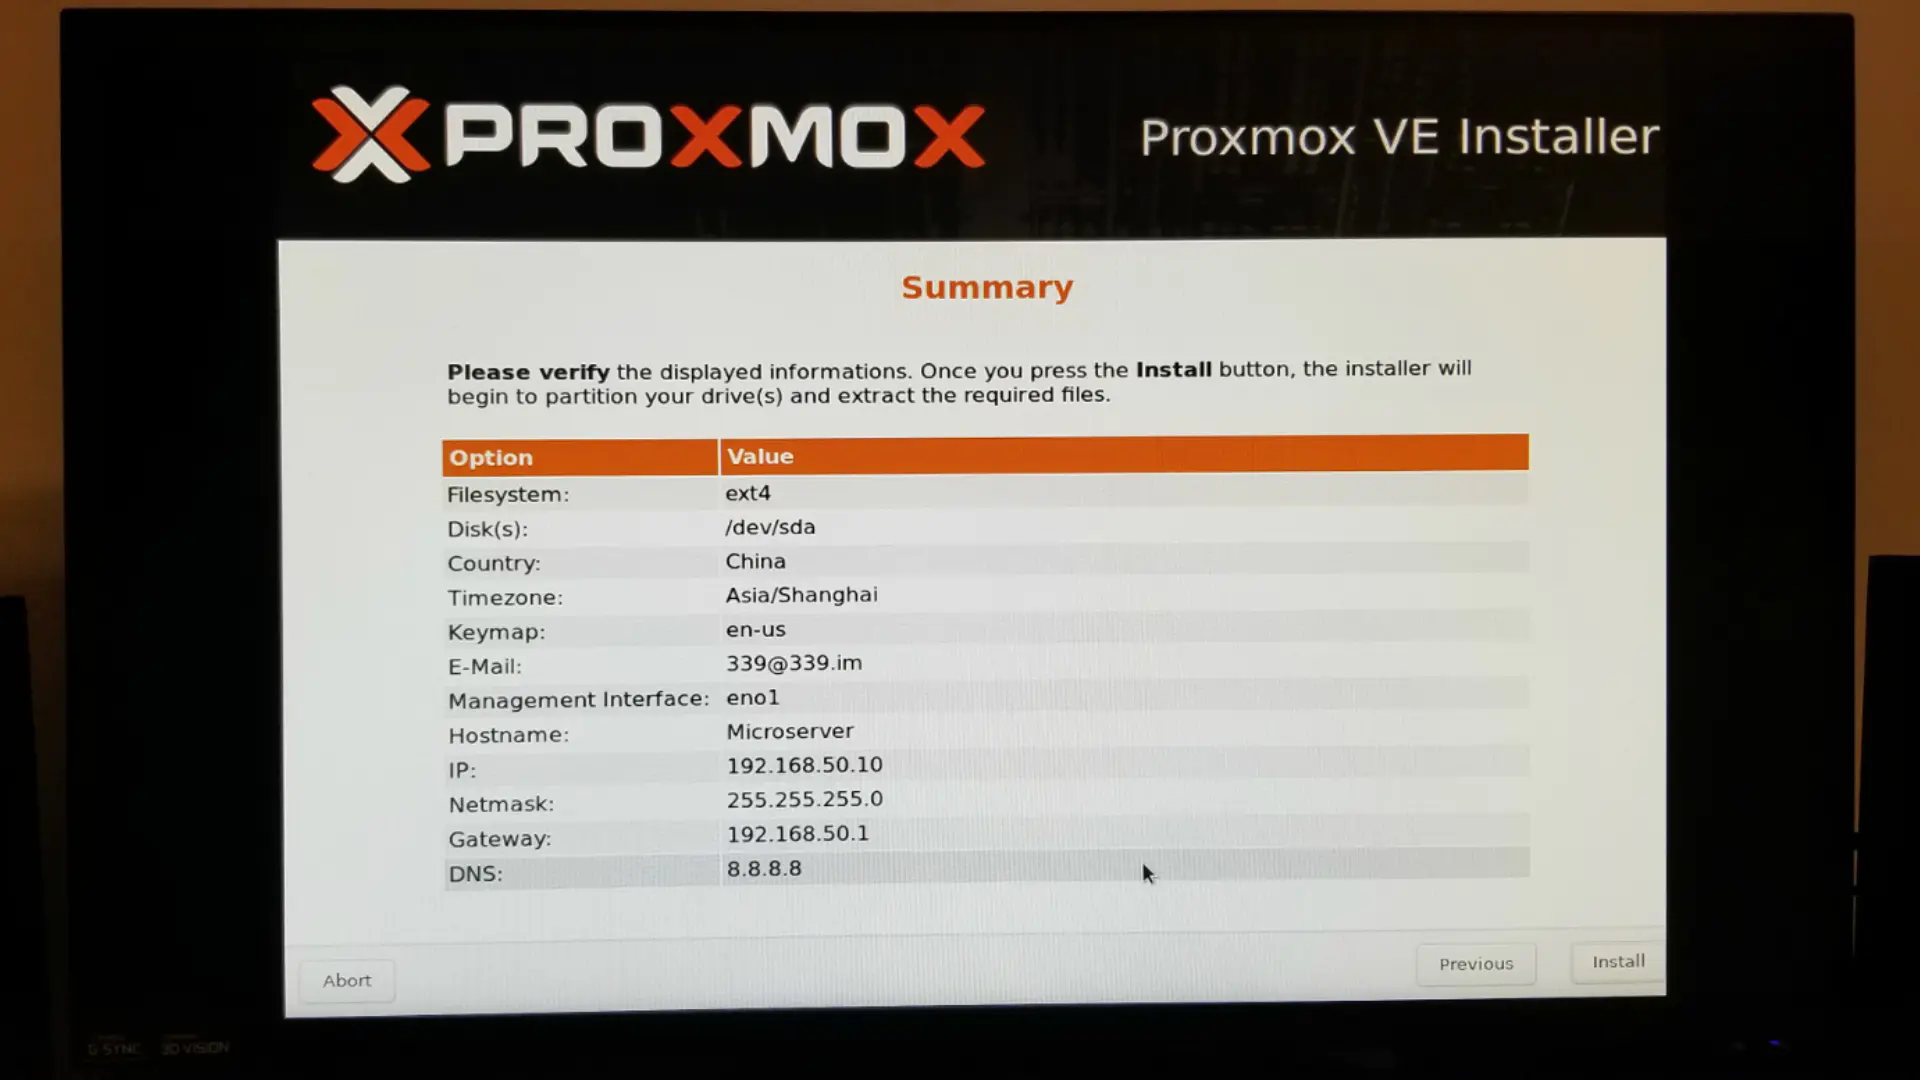 PROXMOX
Proxmox VE Installer
Summary
Please verify the displayed informations. Once you press the Install button, the installer will
begin to partition your drive(s) and extract the required files.
Option Value
Filesystem: ext4
Disk(s): /dev/sda
Country: China
Timezone: Asia/Shanghai
Keymap: en-us
E-Mail: 339@339.im
Management Interface: eno1
Hostname: Microserver
IP: 192.168.50.10
Netmask: 255.255.255.0
Gateway: 192.168.50.1
DNS: 8.8.8.8
Abort Previous Install
G-SYNC 3D VISION